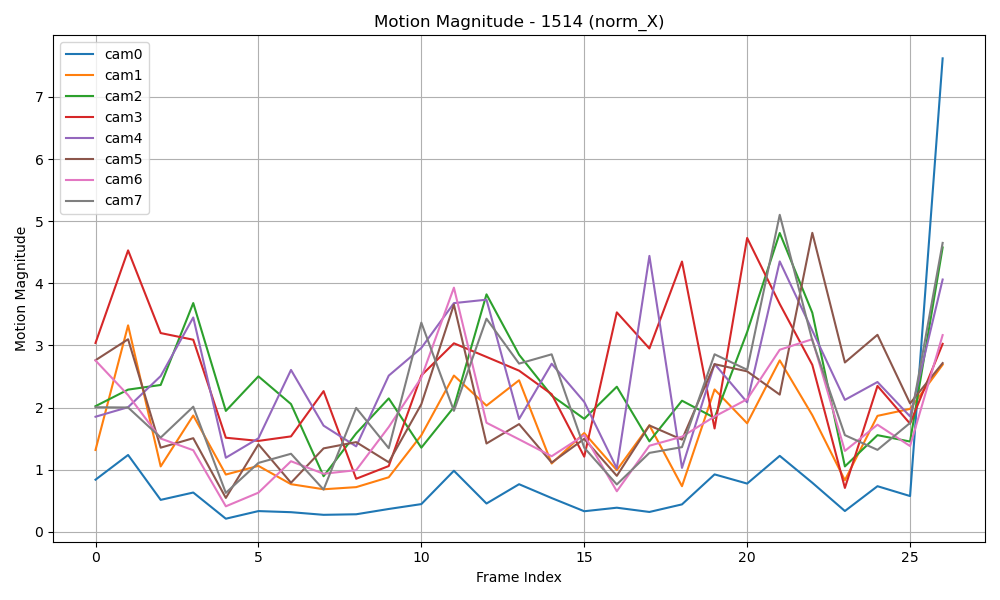 Motion Magnitude - 1514 (norm_X)
cam0
cam1
cam2
cam3
cam4
cam5
cam6
cam7
Motion Magnitude
7
6
5
4
3
2
1
0
0 5 10 15 20 25
Frame Index